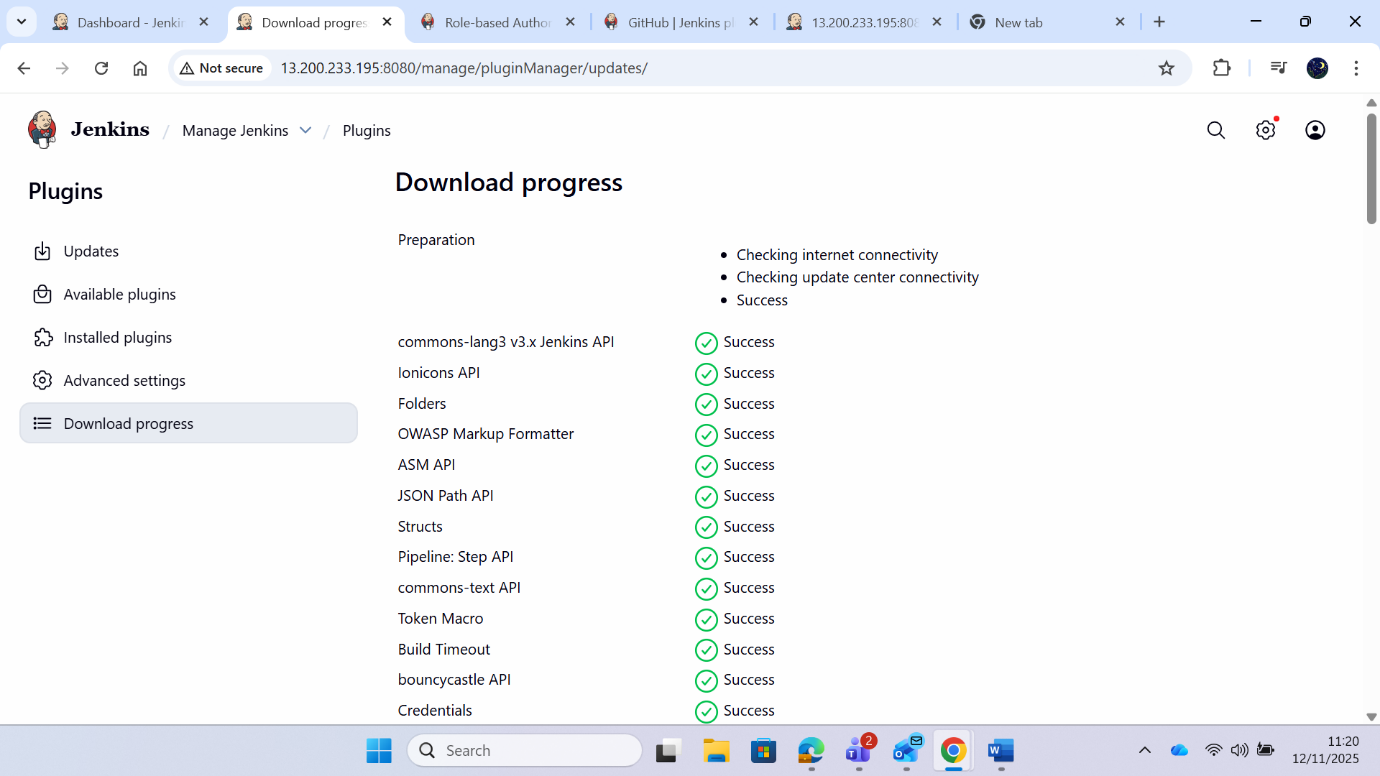 Dashboard - Jenki
Download progres
Role-based Author
GitHub | Jenkins pl
13.200.233.195:808
New tab
Not secure
13.200.233.195:8080/manage/pluginManager/updates/
Jenkins / Manage Jenkins / Plugins
Plugins
Updates
Available plugins
Installed plugins
Advanced settings
Download progress
Download progress
Preparation
• Checking internet connectivity
• Checking update center connectivity
• Success
commons-lang3 v3.x Jenkins API Success
Ionicons API Success
Folders Success
OWASP Markup Formatter Success
ASM API Success
JSON Path API Success
Structs Success
Pipeline: Step API Success
commons-text API Success
Token Macro Success
Build Timeout Success
bouncycastle API Success
Credentials Success
Search
2
11:20
12/11/2025